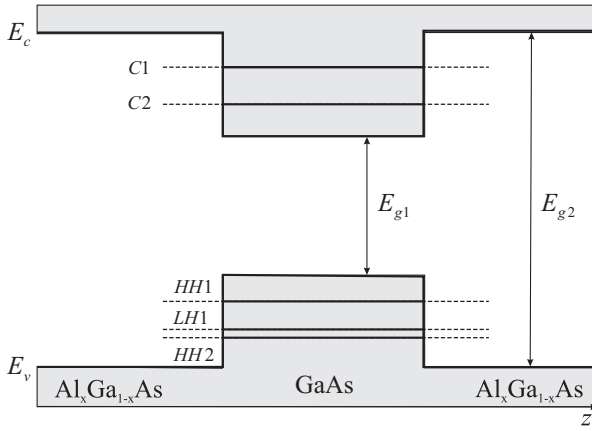 E_c
C1
C2
E_g1
E_g2
HH1
LH1
HH2
E_v
Al_xGa_1-xAs
GaAs
Al_xGa_1-xAs
z